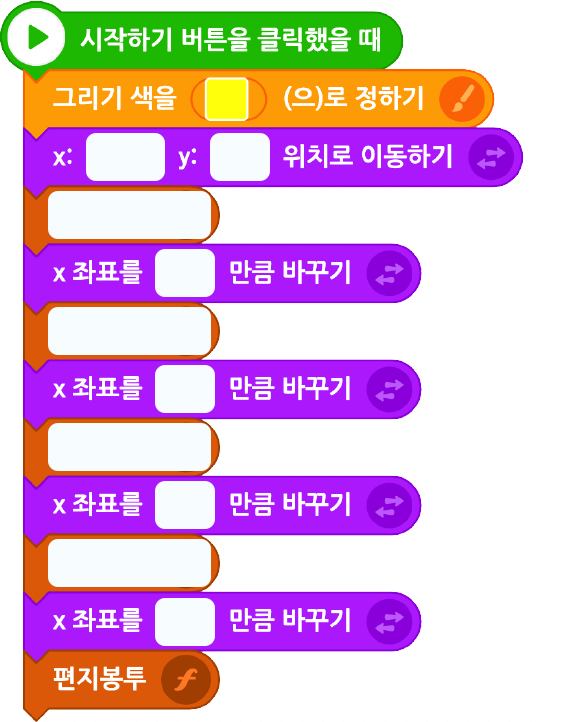 시작하기 버튼을 클릭했을 때
그리기 색을 (으)로 정하기
x: y: 위치로 이동하기
x 좌표를 만큼 바꾸기
x 좌표를 만큼 바꾸기
x 좌표를 만큼 바꾸기
x 좌표를 만큼 바꾸기
편지봉투 f